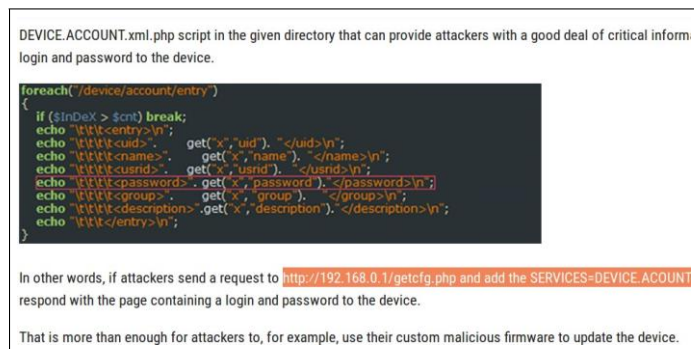 DEVICE.ACCOUNT.xml.php script in the given directory that can provide attackers with a good deal of critical
login and password to the device.
foreach("/device/account/entry")
{
if ($InDeX > $cnt) break;
echo "\t\t\t<entry>\n";
echo "\t\t\t\t<uid>". get("x","uid"). "</uid>\n";
echo "\t\t\t\t<name>". get("x","name"). "</name>\n";
echo "\t\t\t\t<usrid>". get("x","usrid"). "</usrid>\n";
echo "\t\t\t\t<password>". get("x","password")."</password>\n";
echo "\t\t\t\t<group>". get("x", "group"). "</group>\n";
echo "\t\t\t\t<description>".get("x","description")."</description>\n";
echo "\t\t\t</entry>\n";
}
In other words, if attackers send a request to http://192.168.0.1/getcfg.php and add the SERVICES=DEVICE.ACOUNT
respond with the page containing a login and password to the device.
That is more than enough for attackers to, for example, use their custom malicious firmware to update the device.